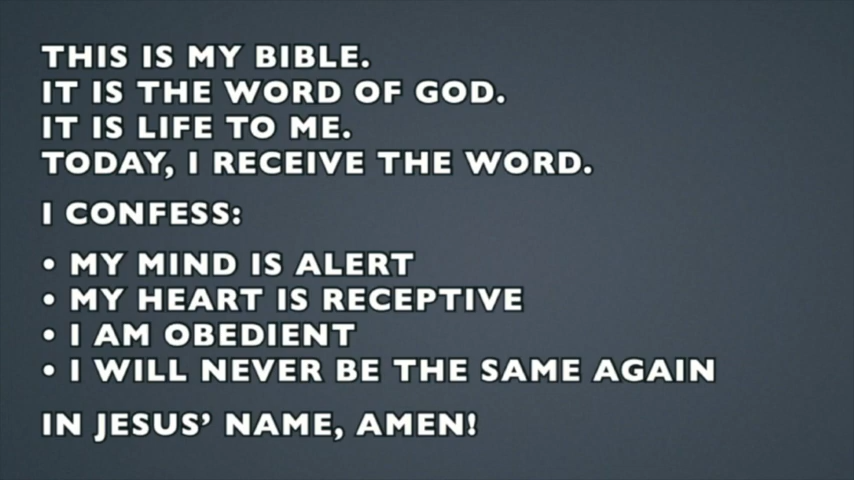 THIS IS MY BIBLE.
IT IS THE WORD OF GOD.
IT IS LIFE TO ME.
TODAY, I RECEIVE THE WORD.
I CONFESS:
• MY MIND IS ALERT
• MY HEART IS RECEPTIVE
• I AM OBEDIENT
• I WILL NEVER BE THE SAME AGAIN
IN JESUS’ NAME, AMEN!